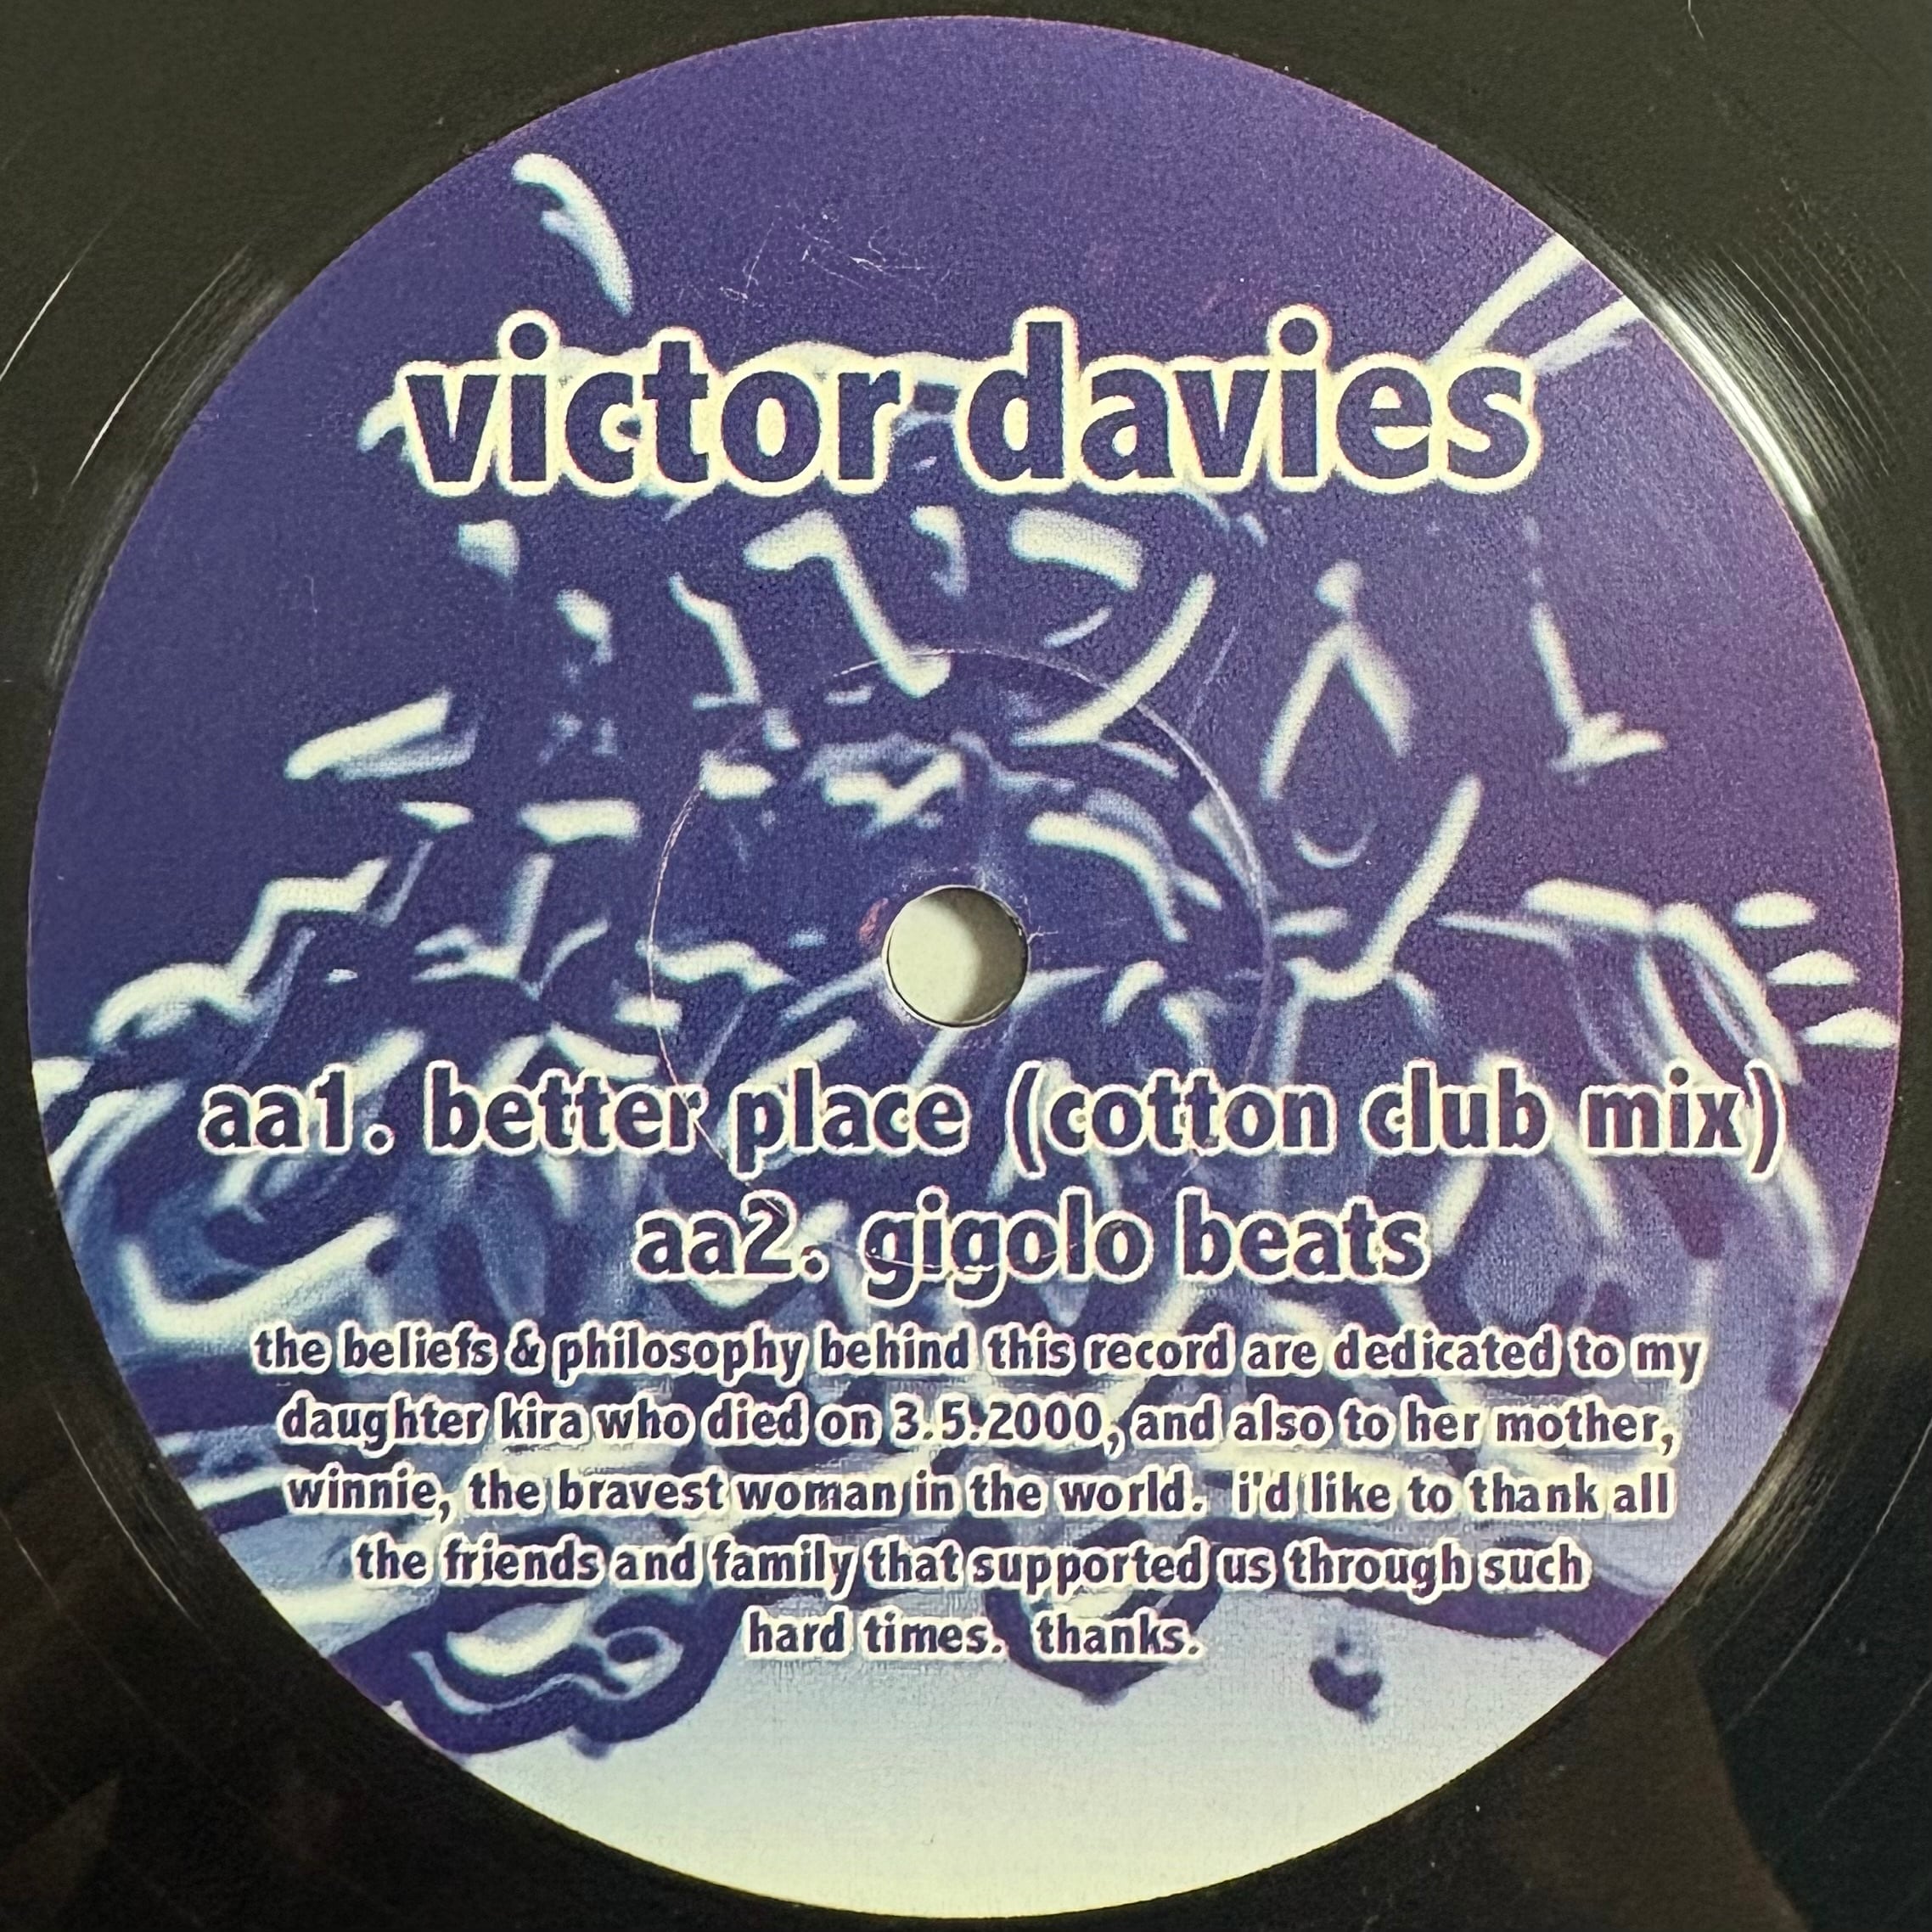 victor davies
aa1. better place (cotton club mix)
aa2. gigolo beats
the beliefs & philosophy behind this record are dedicated to my
daughter kira who died on 3.5.2000, and also to her mother,
winnie, the bravest woman in the world. i'd like to thank all
the friends and family that supported us through such
hard times. thanks.